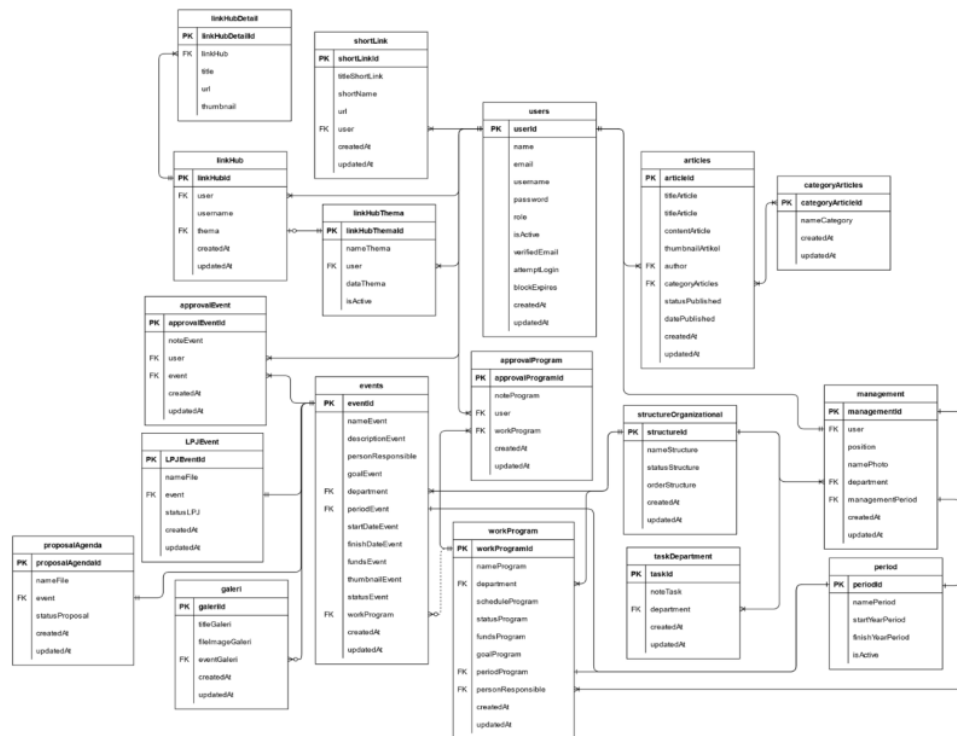 linkHubDetail
PK linkHubDetailId
FK linkHub
title
url
thumbnail
shortLink
PK shortLinkId
titleShortLink
shortName
url
FK user
createdAt
updatedAt
users
PK userId
name
email
username
password
role
isActive
verifiedEmail
attemptLogin
blockExpires
createdAt
updatedAt
articles
PK articleId
titleArticle
titleArticle
contentArticle
thumbnailArtikel
FK author
FK categoryArticles
statusPublished
datePublished
createdAt
updatedAt
categoryArticles
PK categoryArticleId
nameCategory
createdAt
updatedAt
linkHub
PK linkHubId
FK user
username
FK thema
createdAt
updatedAt
linkHubThema
PK linkHubThemaId
nameThema
FK user
dataThema
isActive
approvalEvent
PK approvalEventId
noteEvent
FK user
FK event
createdAt
updatedAt
events
PK eventId
nameEvent
descriptionEvent
personResponsible
goalEvent
FK department
FK periodEvent
startDateEvent
finishDateEvent
fundsEvent
thumbnailEvent
statusEvent
FK workProgram
createdAt
updatedAt
approvalProgram
PK approvalProgramId
noteProgram
FK user
FK workProgram
createdAt
updatedAt
structureOrganizational
PK structureId
nameStructure
statusStructure
orderStructure
createdAt
updatedAt
management
PK managementId
FK user
position
namePhoto
FK department
FK managementPeriod
createdAt
updatedAt
LPJEvent
PK LPJEventId
nameFile
FK event
statusLPJ
createdAt
updatedAt
workProgram
PK workProgramId
nameProgram
FK department
scheduleProgram
statusProgram
fundsProgram
goalProgram
FK periodProgram
FK personResponsible
createdAt
updatedAt
taskDepartment
PK taskId
noteTask
FK department
createdAt
updatedAt
period
PK periodId
namePeriod
startYearPeriod
finishYearPeriod
isActive
proposalAgenda
PK proposalAgendaId
nameFile
FK event
statusProposal
createdAt
updatedAt
galeri
PK galeriId
titleGaleri
fileImageGaleri
FK eventGaleri
createdAt
updatedAt